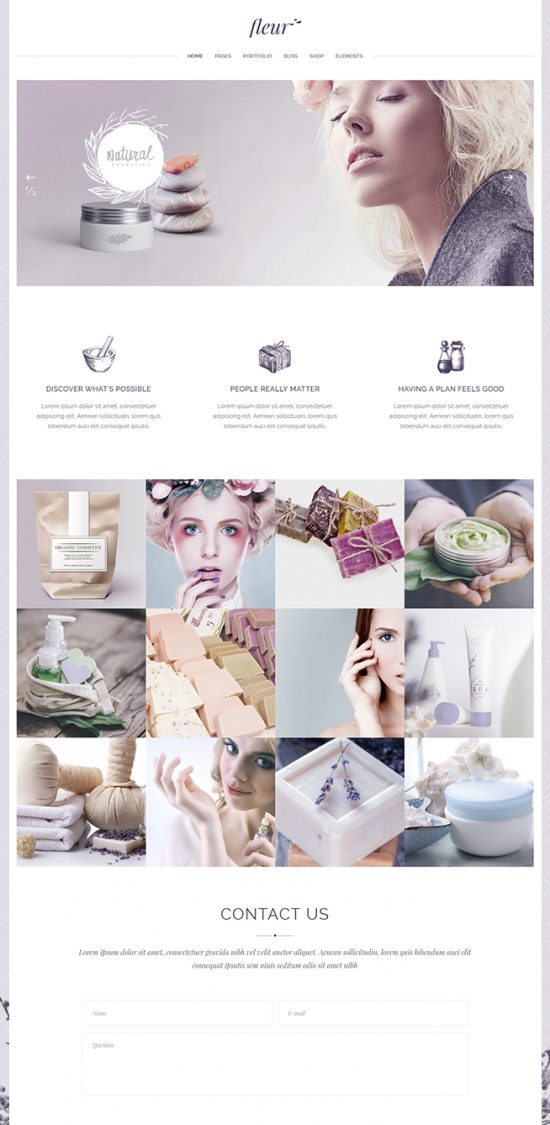 fleur
HOME PAGES PORTFOLIO BLOG SHOP ELEMENTS
Natural
COSMETICS
2/3
DISCOVER WHAT'S POSSIBLE
Lorem ipsum dolor sit amet, consectetuer
adipiscing elit. Aenean sollicitudin, lorem quis
bibendum auci elit consequat ipsutis.
PEOPLE REALLY MATTER
Lorem ipsum dolor sit amet, consectetuer
adipiscing elit. Aenean sollicitudin, lorem quis
bibendum auci elit consequat ipsutis.
HAVING A PLAN FEELS GOOD
Lorem ipsum dolor sit amet, consectetuer
adipiscing elit. Aenean sollicitudin, lorem quis
bibendum auci elit consequat ipsutis.
ORGANIC COSMETICS
SPA
CONTACT US
Lorem ipsum dolor sit amet, consectetuer gravida nibh vel velit auctor aliquet. Aenean sollicitudin, lorem quis bibendum auci elit
consequat ipsutis sem niuis seditum odio sit amet nibh
Name
E-mail
Question